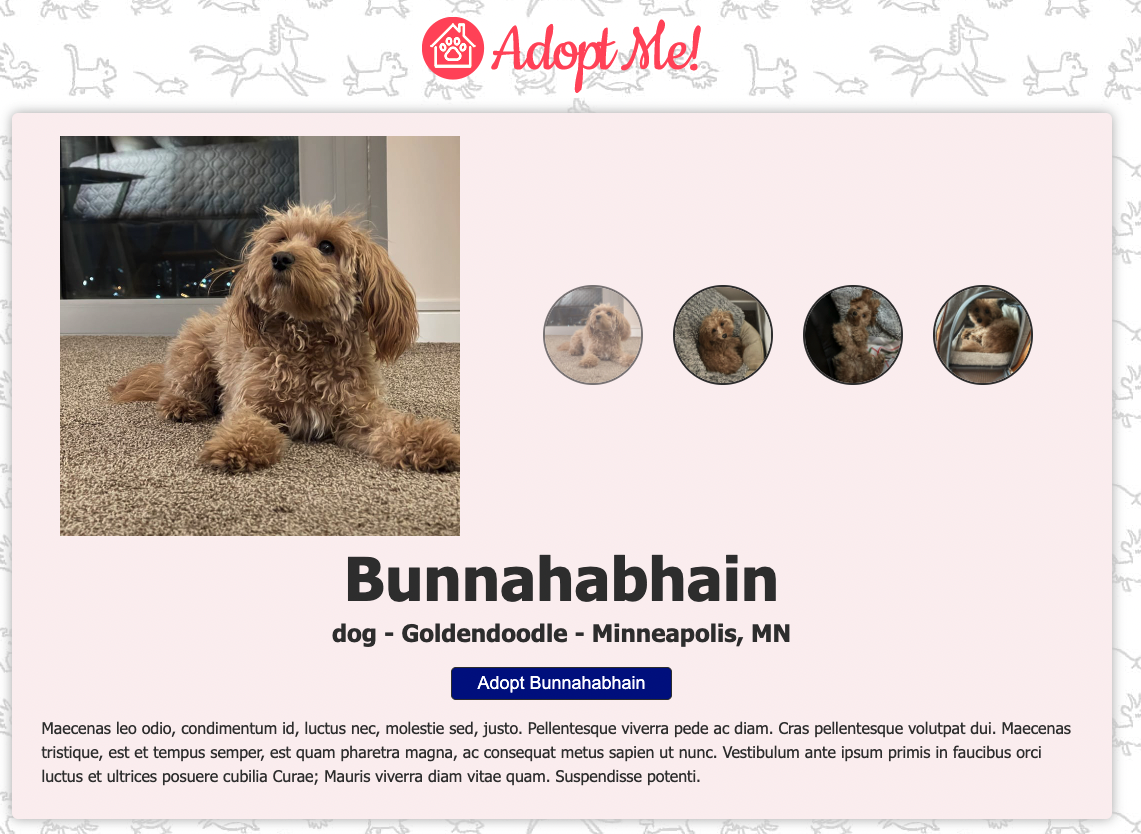 Adopt Me!
Bunnahabhain
dog - Goldendoodle - Minneapolis, MN
Adopt Bunnahabhain
Maecenas leo odio, condimentum id, luctus nec, molestie sed, justo. Pellentesque viverra pede ac diam. Cras pellentesque volutpat dui. Maecenas
tristique, est et tempus semper, est quam pharetra magna, ac consequat metus sapien ut nunc. Vestibulum ante ipsum primis in faucibus orci
luctus et ultrices posuere cubilia Curae; Mauris viverra diam vitae quam. Suspendisse potenti.